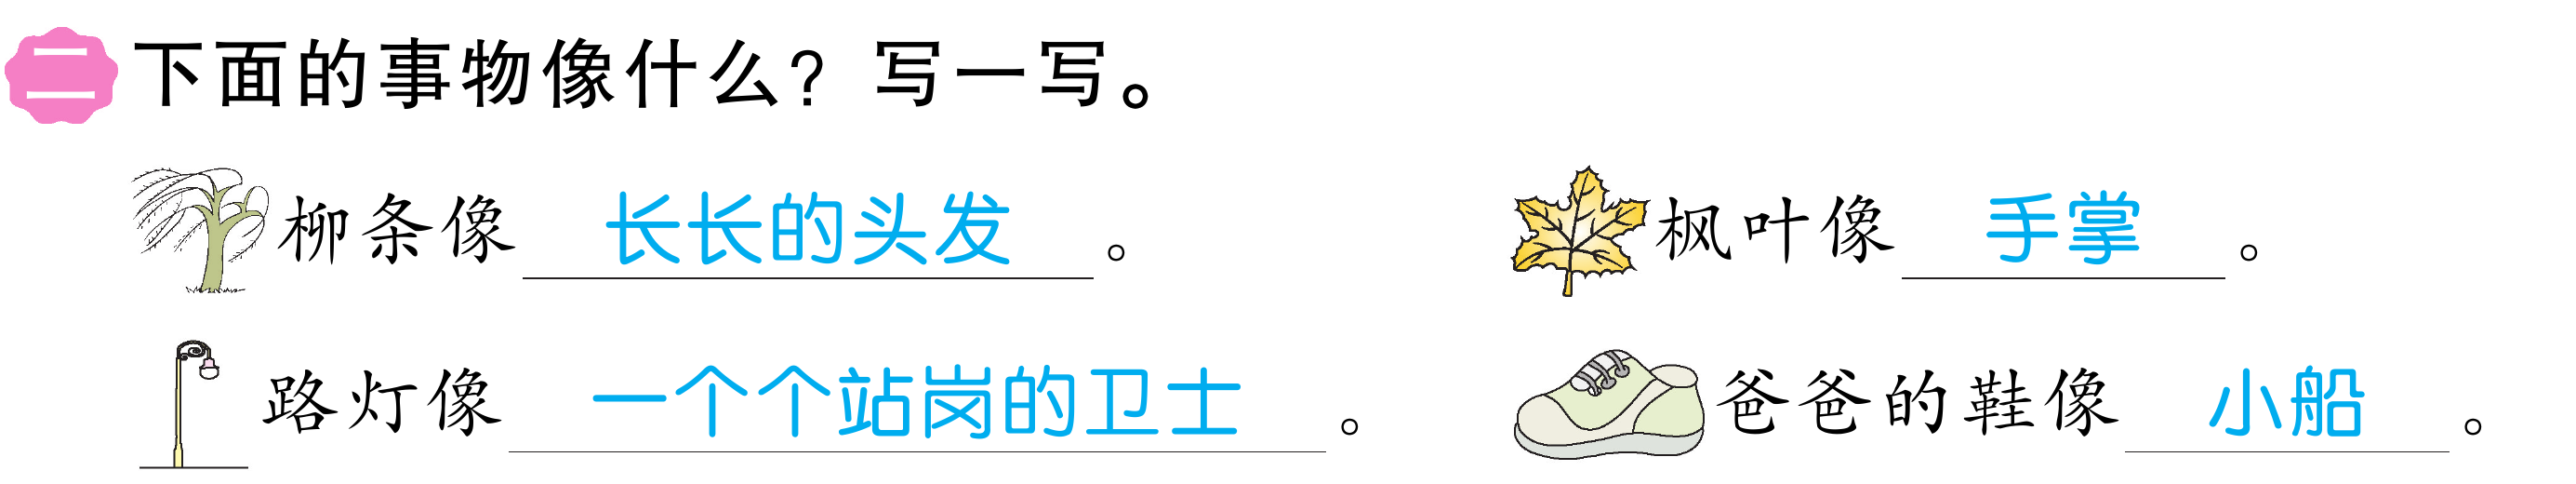 二 下面的事物像什么？写一写。
柳条像 长长的头发 。 枫叶像 手掌 。
路灯像 一个个站岗的卫士 。 爸爸的鞋像 小船 。